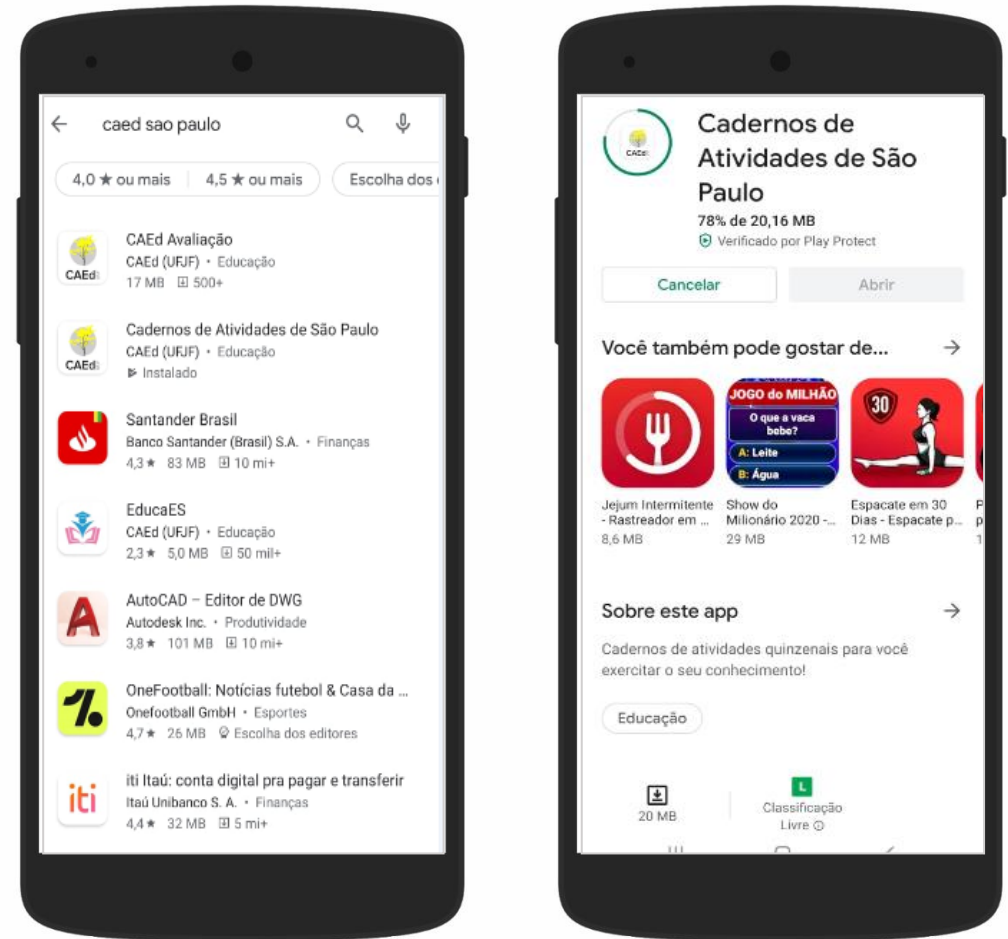 caed sao paulo
4,0 ★ ou mais 4,5 ★ ou mais Escolha dos
CAEd
CAEd Avaliação
CAEd (UFJF) • Educação
17 MB 500+
CAEd
Cadernos de Atividades de São Paulo
CAEd (UFJF) • Educação
Instalado
Santander Brasil
Banco Santander (Brasil) S.A. • Finanças
4,3 ★ 83 MB 10 mi+
EducaES
CAEd (UFJF) • Educação
2,3 ★ 5,0 MB 50 mil+
AutoCAD – Editor de DWG
Autodesk Inc. • Produtividade
3,8 ★ 101 MB 10 mi+
OneFootball: Notícias futebol & Casa da ...
Onefootball GmbH • Esportes
4,7 ★ 26 MB Escolha dos editores
iti
iti Itaú: conta digital pra pagar e transferir
Itaú Unibanco S. A. • Finanças
4,4 ★ 32 MB 5 mi+
CAEd
Cadernos de
Atividades de São
Paulo
78% de 20,16 MB
Verificado por Play Protect
Cancelar Abrir
Você também pode gostar de...
JOGO do MILHÃO
O que a vaca
bebe?
A: Leite
B: Água
30
Jejum Intermitente
- Rastreador em ...
8,6 MB
Show do
Milionário 2020 -...
29 MB
Espacate em 30
Dias - Espacate p...
12 MB
Sobre este app
Cadernos de atividades quinzenais para você
exercitar o seu conhecimento!
Educação
20 MB
L
Classificação
Livre